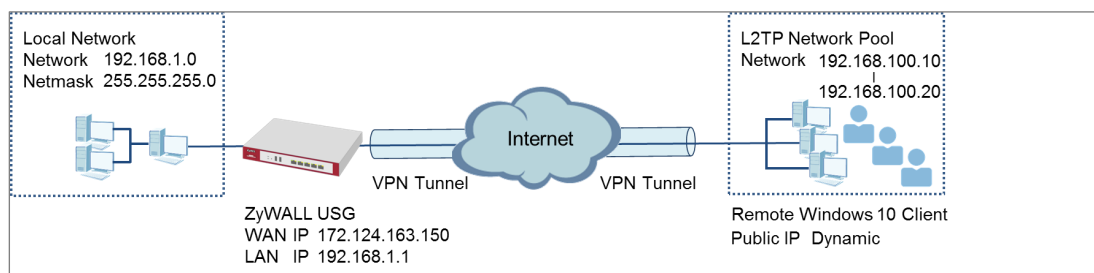 Local Network
Network 192.168.1.0
Netmask 255.255.255.0
L2TP Network Pool
Network 192.168.100.10
|
192.168.100.20
Internet
VPN Tunnel
VPN Tunnel
ZyWALL USG
WAN IP 172.124.163.150
LAN IP 192.168.1.1
Remote Windows 10 Client
Public IP Dynamic